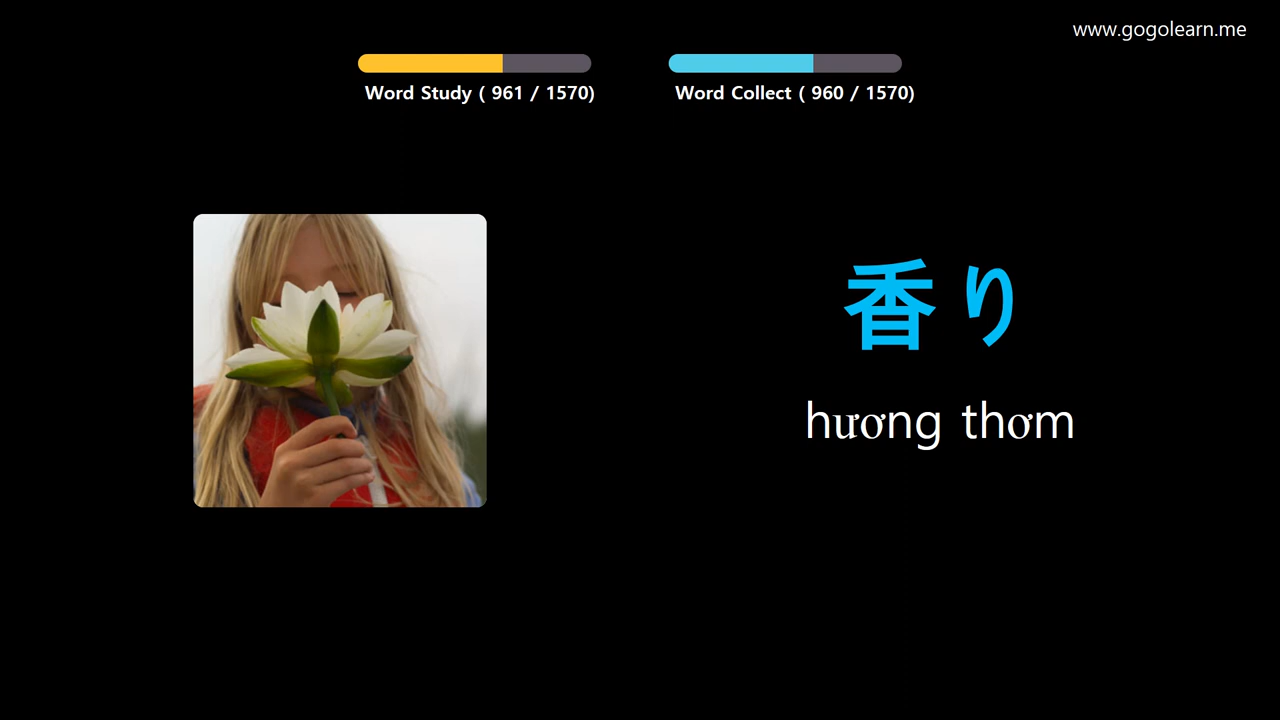 www.gogolearn.me
Word Study ( 961 / 1570)
Word Collect ( 960 / 1570)
香り
hương thơm